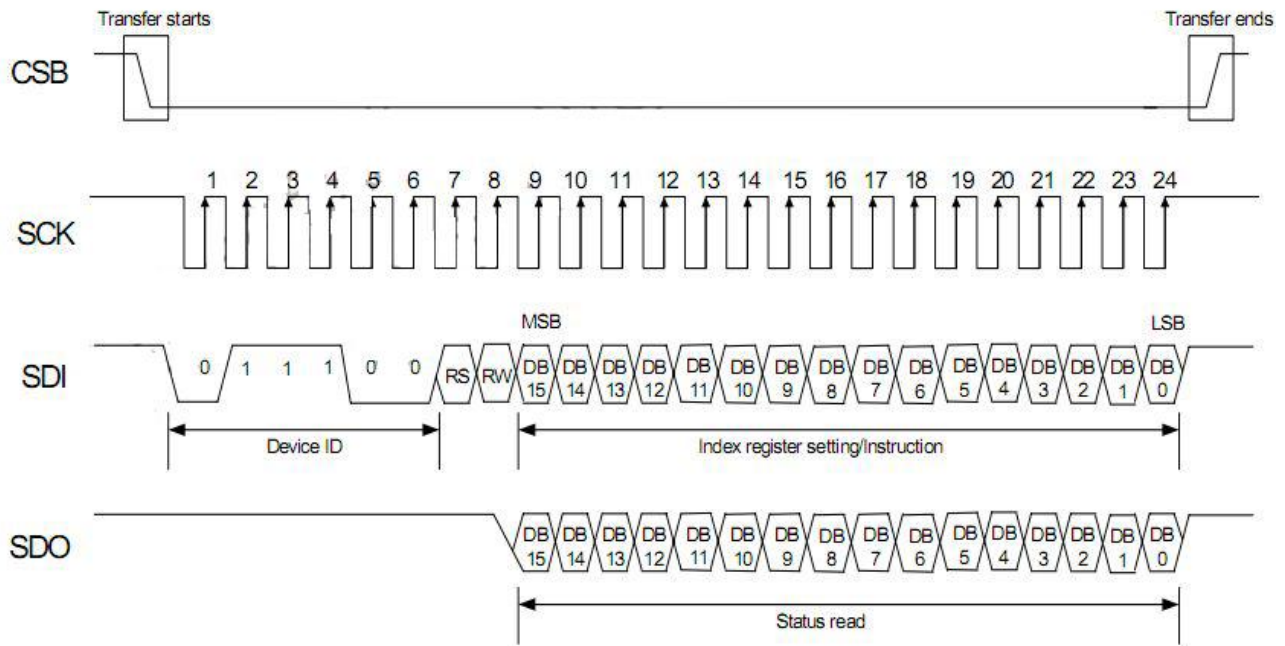 Transfer starts Transfer ends
CSB
1 2 3 4 5 6 7 8 9 10 11 12 13 14 15 16 17 18 19 20 21 22 23 24
SCK
MSB LSB
SDI 0 1 1 1 0 0 RS RW DB 15 DB 14 DB 13 DB 12 DB 11 DB 10 DB 9 DB 8 DB 7 DB 6 DB 5 DB 4 DB 3 DB 2 DB 1 DB 0
Device ID Index register setting/Instruction
SDO DB 15 DB 14 DB 13 DB 12 DB 11 DB 10 DB 9 DB 8 DB 7 DB 6 DB 5 DB 4 DB 3 DB 2 DB 1 DB 0
Status read